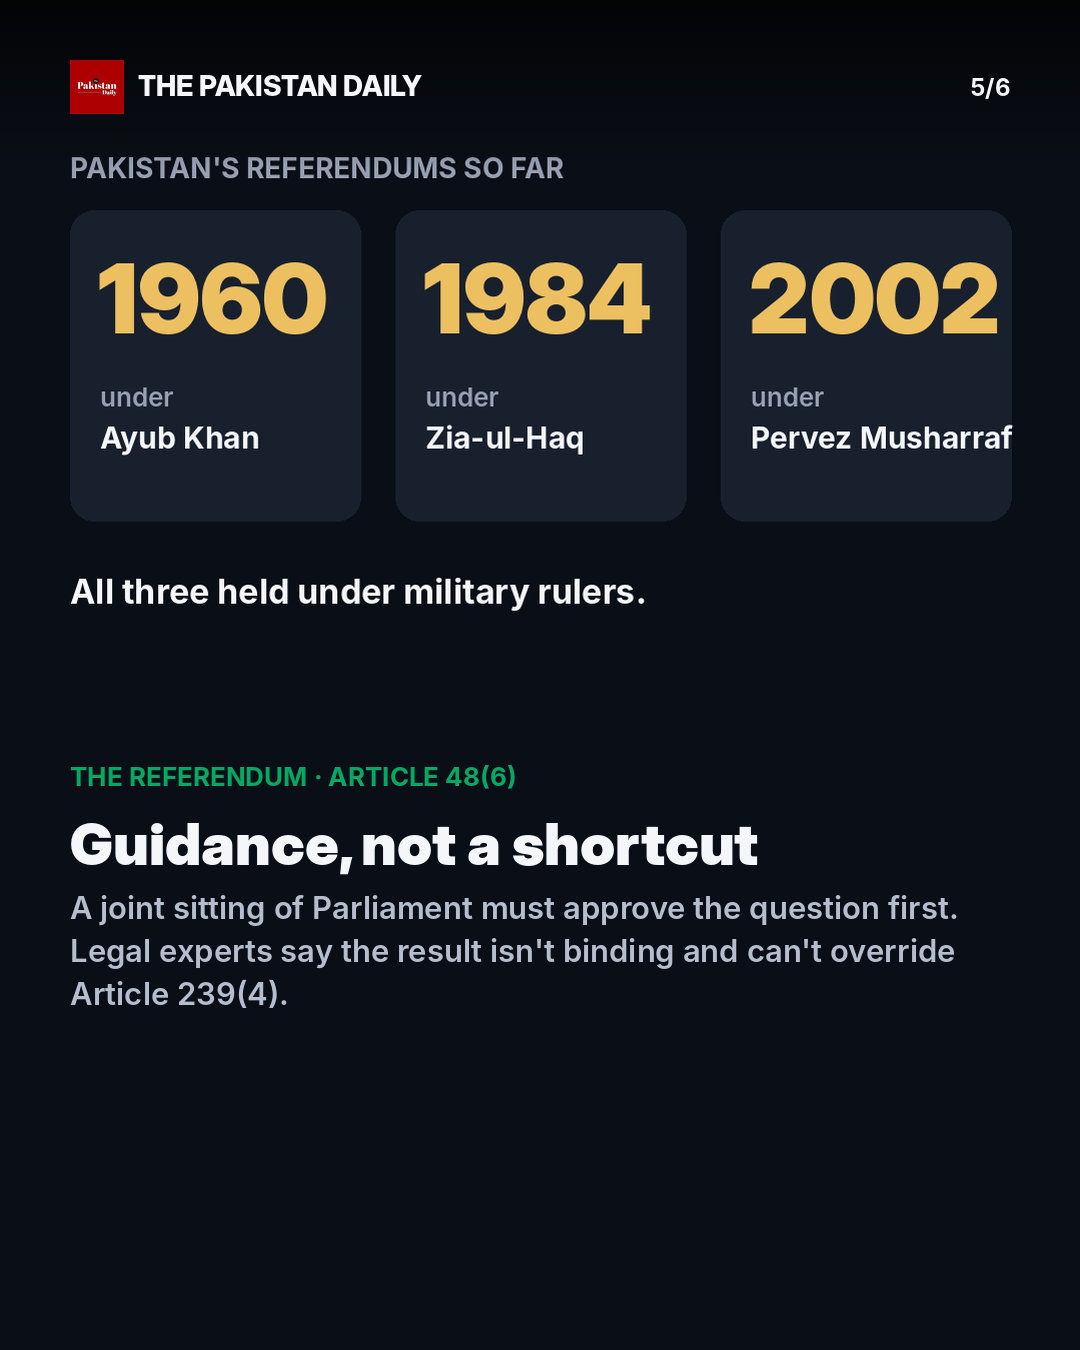 Pakistan
Daily
THE PAKISTAN DAILY
5/6
PAKISTAN'S REFERENDUMS SO FAR
1960
under
Ayub Khan
1984
under
Zia-ul-Haq
2002
under
Pervez Musharraf
All three held under military rulers.
THE REFERENDUM · ARTICLE 48(6)
Guidance, not a shortcut
A joint sitting of Parliament must approve the question first.
Legal experts say the result isn't binding and can't override
Article 239(4).